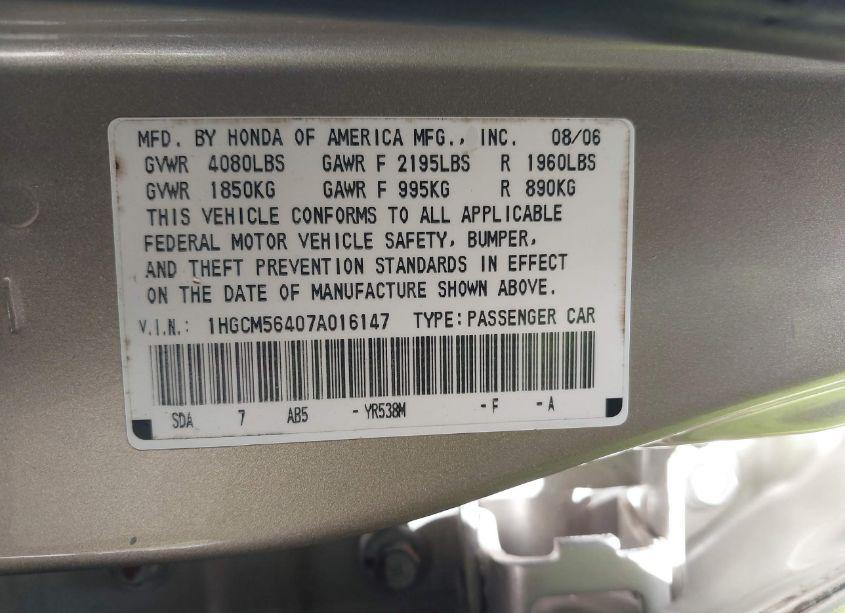 MFD. BY HONDA OF AMERICA MFG., INC. 08/06
GVWR 4080LBS GAWR F 2195LBS R 1960LBS
GVWR 1850KG GAWR F 995KG R 890KG
THIS VEHICLE CONFORMS TO ALL APPLICABLE
FEDERAL MOTOR VEHICLE SAFETY, BUMPER,
AND THEFT PREVENTION STANDARDS IN EFFECT
ON THE DATE OF MANUFACTURE SHOWN ABOVE.
V.I.N.: 1HGCM56407A016147 TYPE:PASSENGER CAR
SDA 7 AB5 -YR538M -F -A